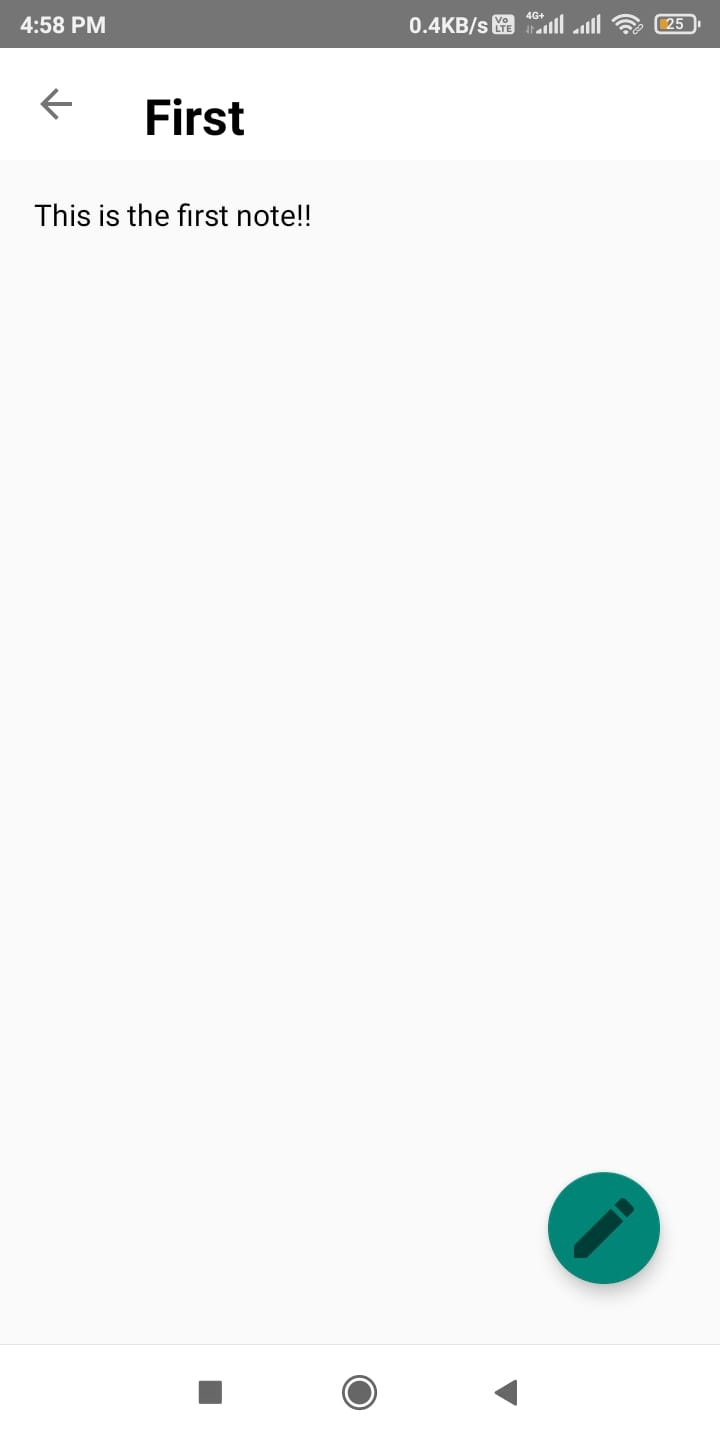 4:58 PM 0.4KB/s Vo LTE 4G+ 25
First
This is the first note!!